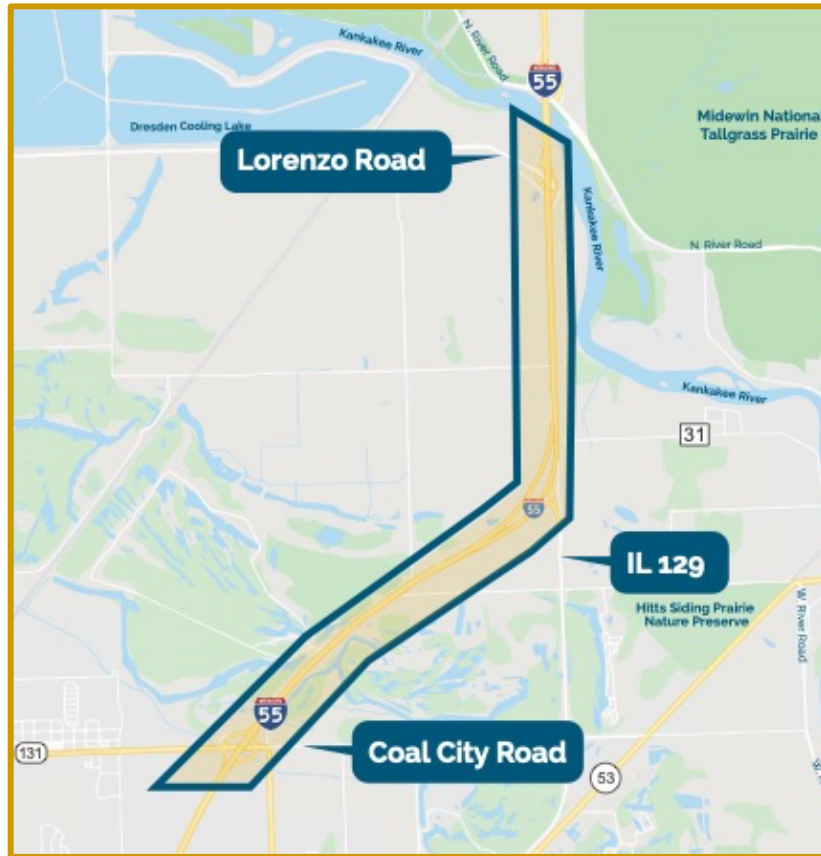 Kankakee River
N. River Road
55
Dresden Cooling Lake
Midewin Nationa
Tallgrass Prairie
Lorenzo Road
Kankakee River
N. River Road
Kankakee River
31
55
IL 129
Hitts Siding Prairie
Nature Preserve
W. River Road
55
Coal City Road
131
53